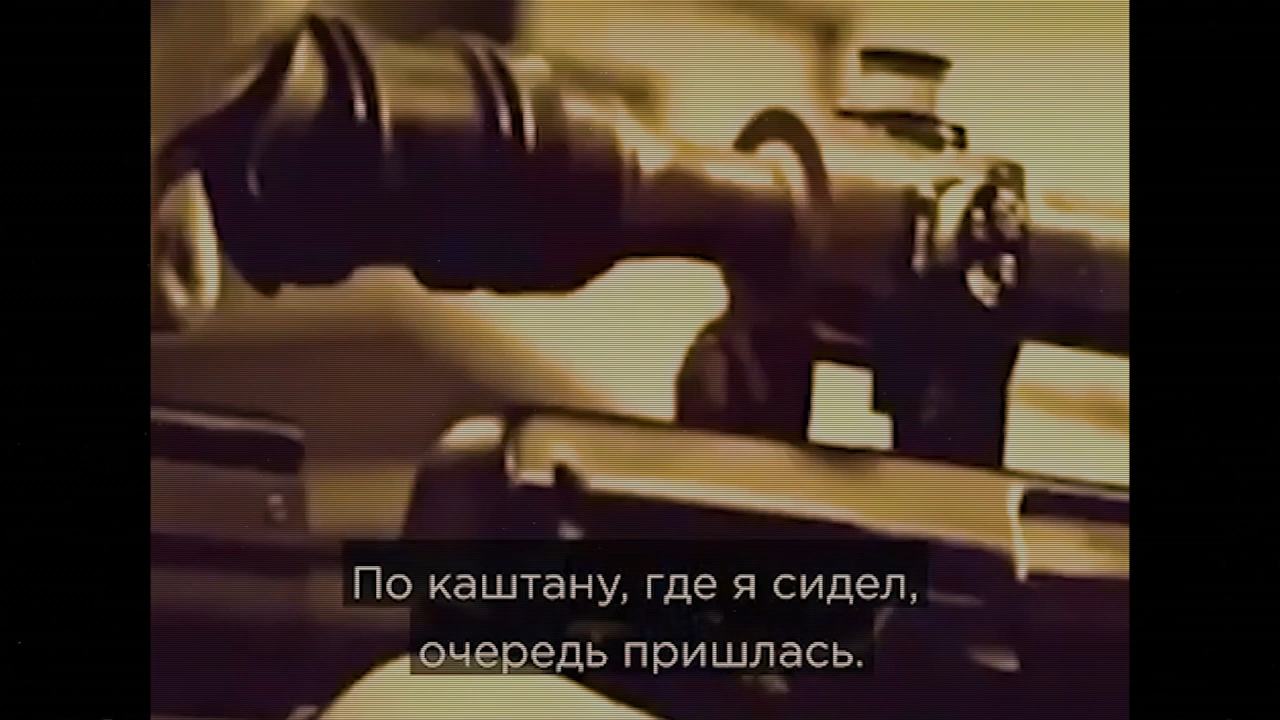 По каштану, где я сидел,
очередь пришлась.